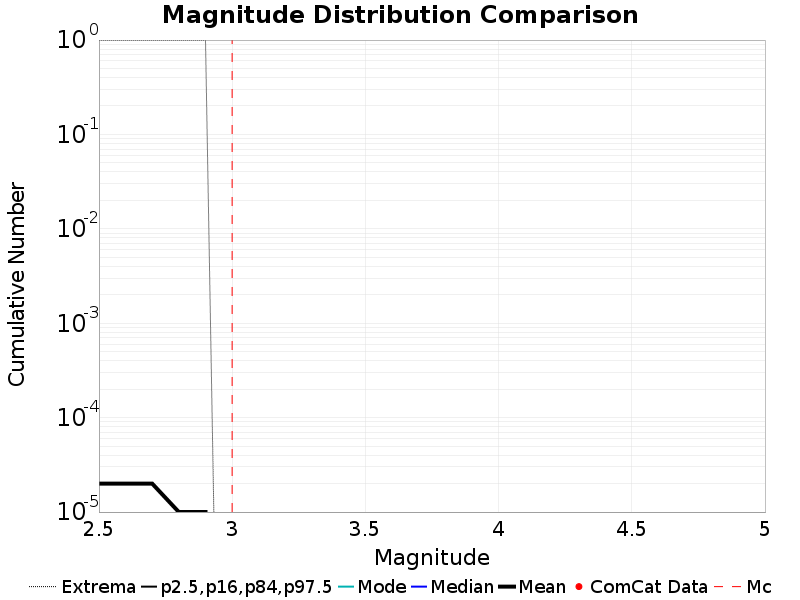 Magnitude Distribution Comparison
10^0
10^-1
10^-2
10^-3
10^-4
10^-5
Cumulative Number
2.5 3 3.5 4 4.5 5
Magnitude
Extrema p2.5,p16,p84,p97.5 Mode Median Mean ComCat Data Mc